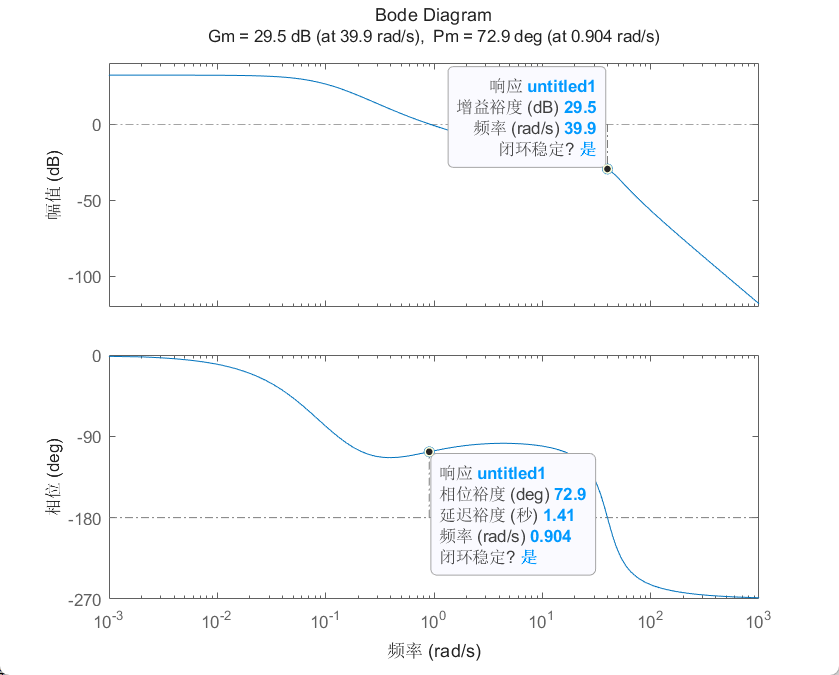 Bode Diagram
Gm = 29.5 dB (at 39.9 rad/s),  Pm = 72.9 deg (at 0.904 rad/s)
幅值 (dB)
0
-50
-100
响应 untitled1
增益裕度 (dB) 29.5
频率 (rad/s) 39.9
闭环稳定? 是
相位 (deg)
0
-90
-180
-270
响应 untitled1
相位裕度 (deg) 72.9
延迟裕度 (秒) 1.41
频率 (rad/s) 0.904
闭环稳定? 是
10⁻³ 10⁻² 10⁻¹ 10⁰ 10¹ 10² 10³
频率 (rad/s)